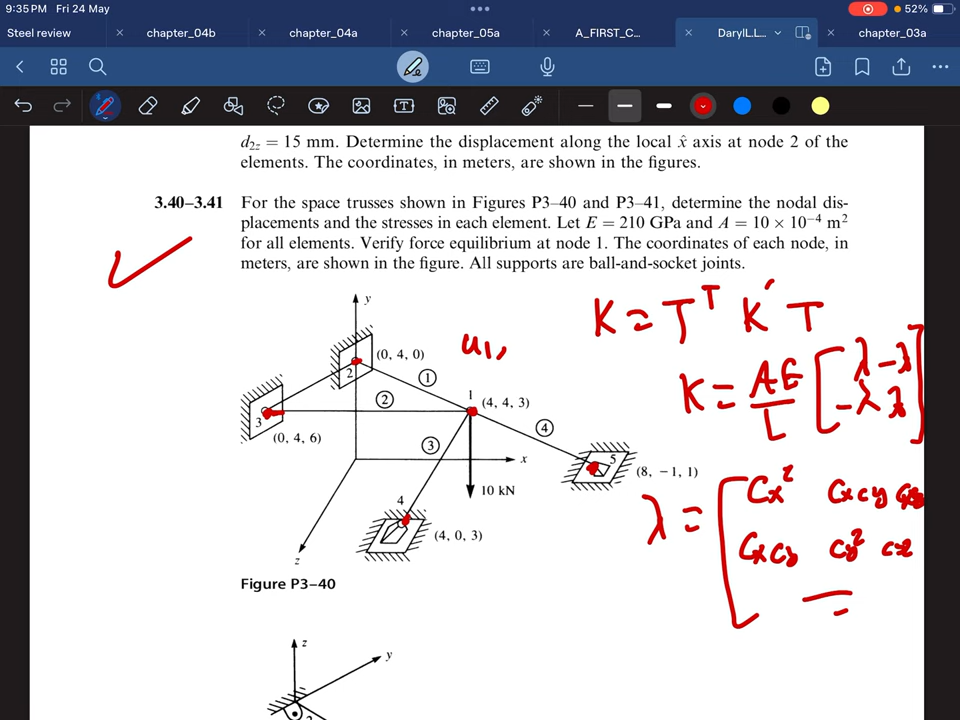 9:35 PM Fri 24 May
52%
Steel review
chapter_04b
chapter_04a
chapter_05a
A_FIRST_C...
DarylL.L...
chapter_03a
d₂z = 15 mm. Determine the displacement along the local x̂ axis at node 2 of the
elements. The coordinates, in meters, are shown in the figures.
3.40–3.41 For the space trusses shown in Figures P3–40 and P3–41, determine the nodal dis-
placements and the stresses in each element. Let E = 210 GPa and A = 10 × 10⁻⁴ m²
for all elements. Verify force equilibrium at node 1. The coordinates of each node, in
meters, are shown in the figure. All supports are ball-and-socket joints.
K = Tᵀ K' T
u1,
K = AE/L [λ -λ
-λ λ]
λ = [Cx² CxCy
CxCy Cy²
y
(0, 4, 0)
2
1
1
(4, 4, 3)
2
3
(0, 4, 6)
3
4
5
x
(8, −1, 1)
10 kN
4
(4, 0, 3)
z
Figure P3–40
z
y